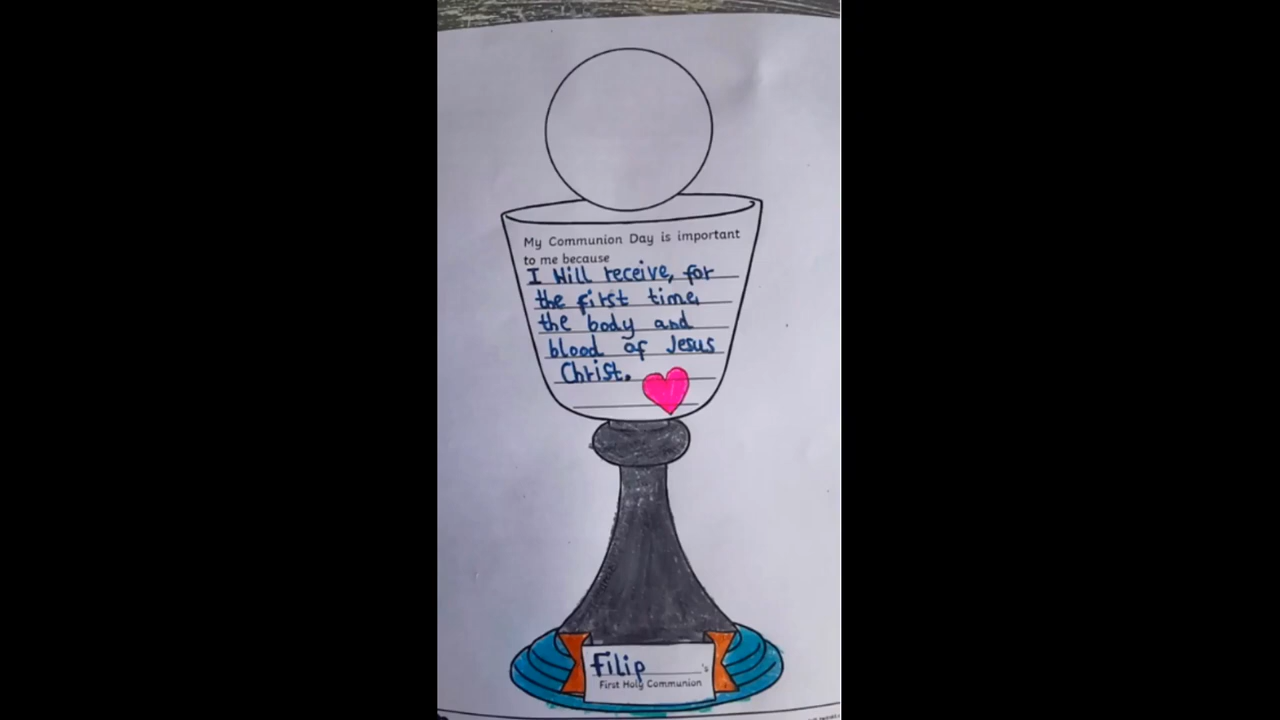 My Communion Day is important
to me because
I Will receive, for
the first time,
the body and
blood of Jesus
Christ.
Filip's
First Holy Communion